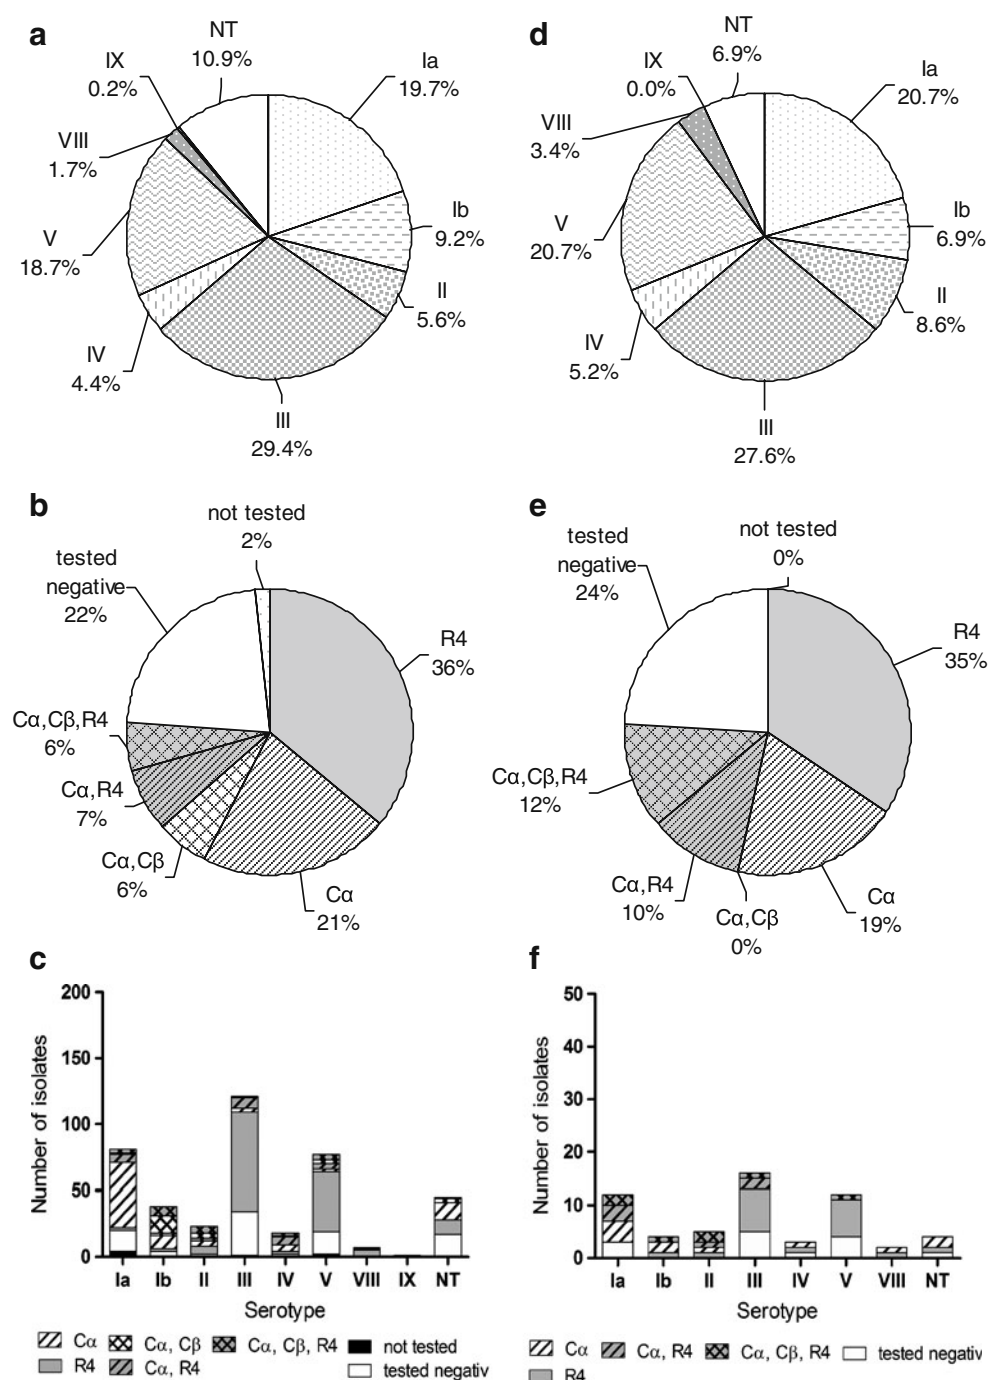 a
NT
10.9%
IX
0.2%
Ia
19.7%
VIII
1.7%
Ib
9.2%
V
18.7%
II
5.6%
IV
4.4%
III
29.4%
d
NT
6.9%
IX
0.0%
Ia
20.7%
VIII
3.4%
Ib
6.9%
V
20.7%
II
8.6%
IV
5.2%
III
27.6%
b
not tested
2%
tested
negative
22%
R4
36%
Cα,Cβ,R4
6%
Cα,R4
7%
Cα,Cβ
6%
Cα
21%
e
not tested
0%
tested
negative
24%
R4
35%
Cα,Cβ,R4
12%
Cα,R4
10%
Cα,Cβ
0%
Cα
19%
c
200
150
100
50
0
Number of isolates
Ia Ib II III IV V VIII IX NT
Serotype
Cα Cα, Cβ Cα, Cβ, R4 not tested
R4 Cα, R4 tested negativ
f
50
40
30
20
10
0
Number of isolates
Ia Ib II III IV V VIII NT
Serotype
Cα Cα, R4 Cα, Cβ, R4 tested negativ
R4